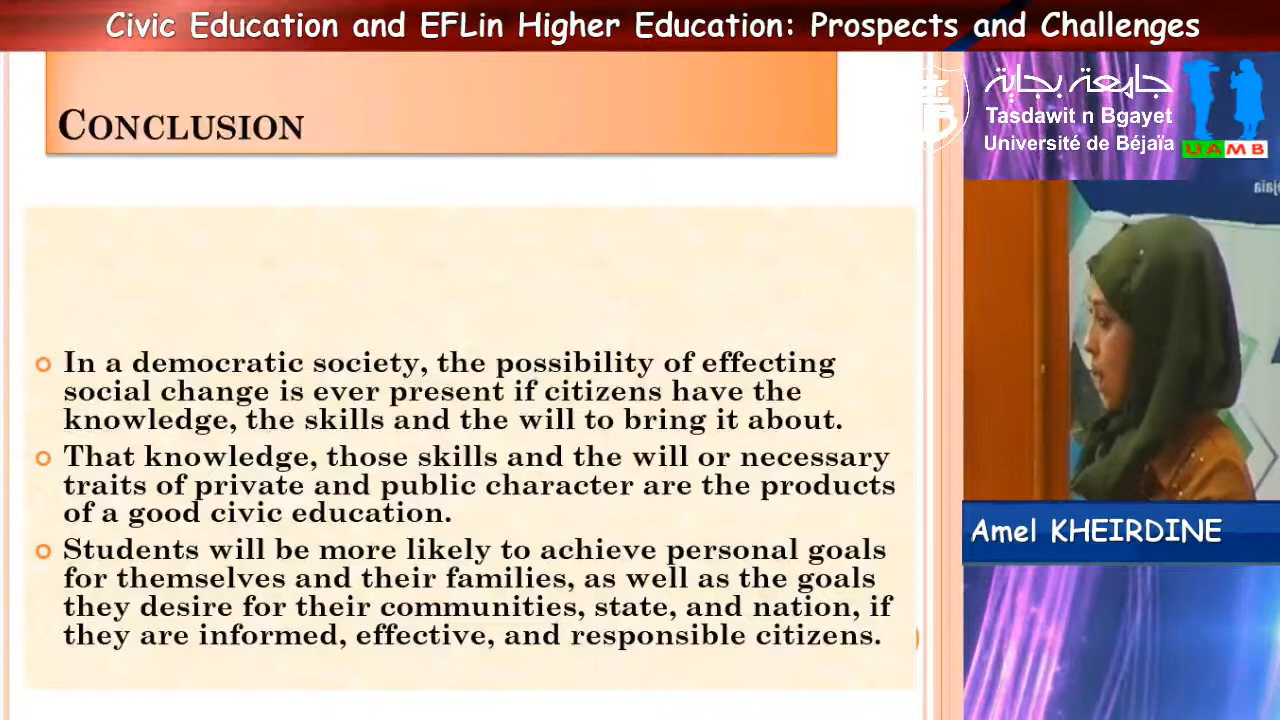 Civic Education and EFLin Higher Education: Prospects and Challenges
CONCLUSION
جامعة بجاية
Tasdawit n Bgayet
Université de Béjaïa
UAMB
In a democratic society, the possibility of effecting
social change is ever present if citizens have the
knowledge, the skills and the will to bring it about.
That knowledge, those skills and the will or necessary
traits of private and public character are the products
of a good civic education.
Students will be more likely to achieve personal goals
for themselves and their families, as well as the goals
they desire for their communities, state, and nation, if
they are informed, effective, and responsible citizens.
Amel KHEIRDINE